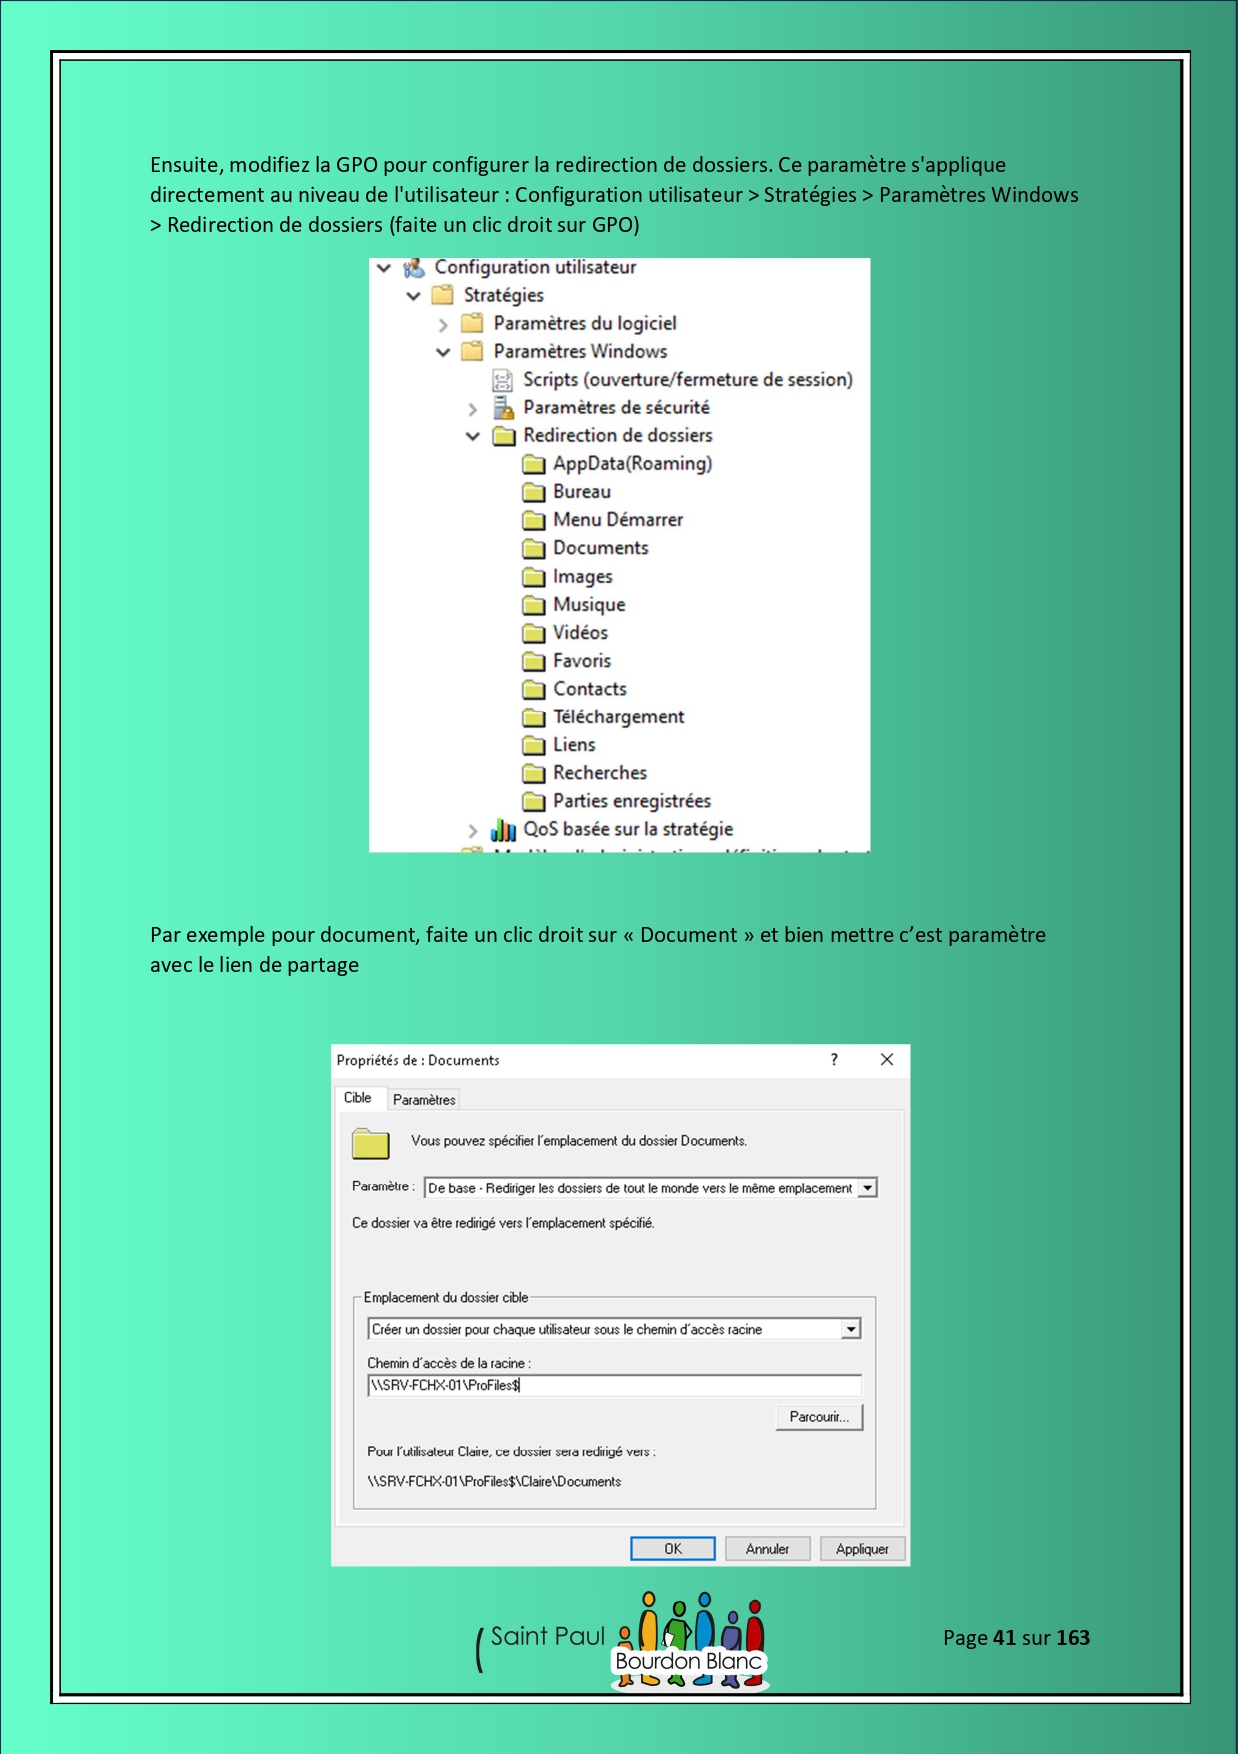 Ensuite, modifiez la GPO pour configurer la redirection de dossiers. Ce paramètre s'applique
directement au niveau de l'utilisateur : Configuration utilisateur > Stratégies > Paramètres Windows
> Redirection de dossiers (faite un clic droit sur GPO)
Configuration utilisateur
Stratégies
Paramètres du logiciel
Paramètres Windows
Scripts (ouverture/fermeture de session)
Paramètres de sécurité
Redirection de dossiers
AppData(Roaming)
Bureau
Menu Démarrer
Documents
Images
Musique
Vidéos
Favoris
Contacts
Téléchargement
Liens
Recherches
Parties enregistrées
QoS basée sur la stratégie
Par exemple pour document, faite un clic droit sur « Document » et bien mettre c’est paramètre
avec le lien de partage
Propriétés de : Documents ?
Cible Paramètres
Vous pouvez spécifier l'emplacement du dossier Documents.
Paramètre : De base - Rediriger les dossiers de tout le monde vers le même emplacement
Ce dossier va être redirigé vers l'emplacement spécifié.
Emplacement du dossier cible
Créer un dossier pour chaque utilisateur sous le chemin d'accès racine
Chemin d'accès de la racine :
\\SRV-FCHX-01\ProFiles$
Parcourir...
Pour l'utilisateur Claire, ce dossier sera redirigé vers :
\\SRV-FCHX-01\ProFiles$\Claire\Documents
OK Annuler Appliquer
Saint Paul
Bourdon Blanc
Page 41 sur 163